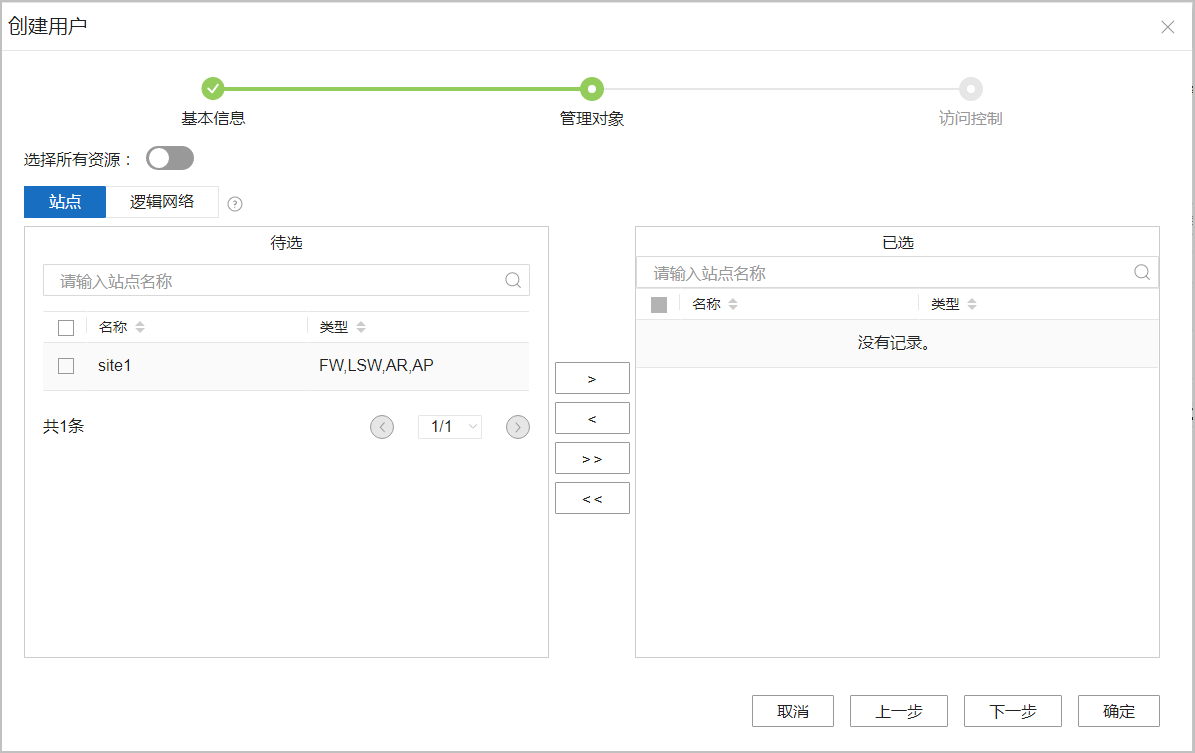 创建用户
基本信息 管理对象 访问控制
选择所有资源：
站点 逻辑网络 ?
待选
请输入站点名称
名称 类型
site1 FW,LSW,AR,AP
共1条 < 1/1 >
>
<
>>
<<
已选
请输入站点名称
名称 类型
没有记录。
取消 上一步 下一步 确定